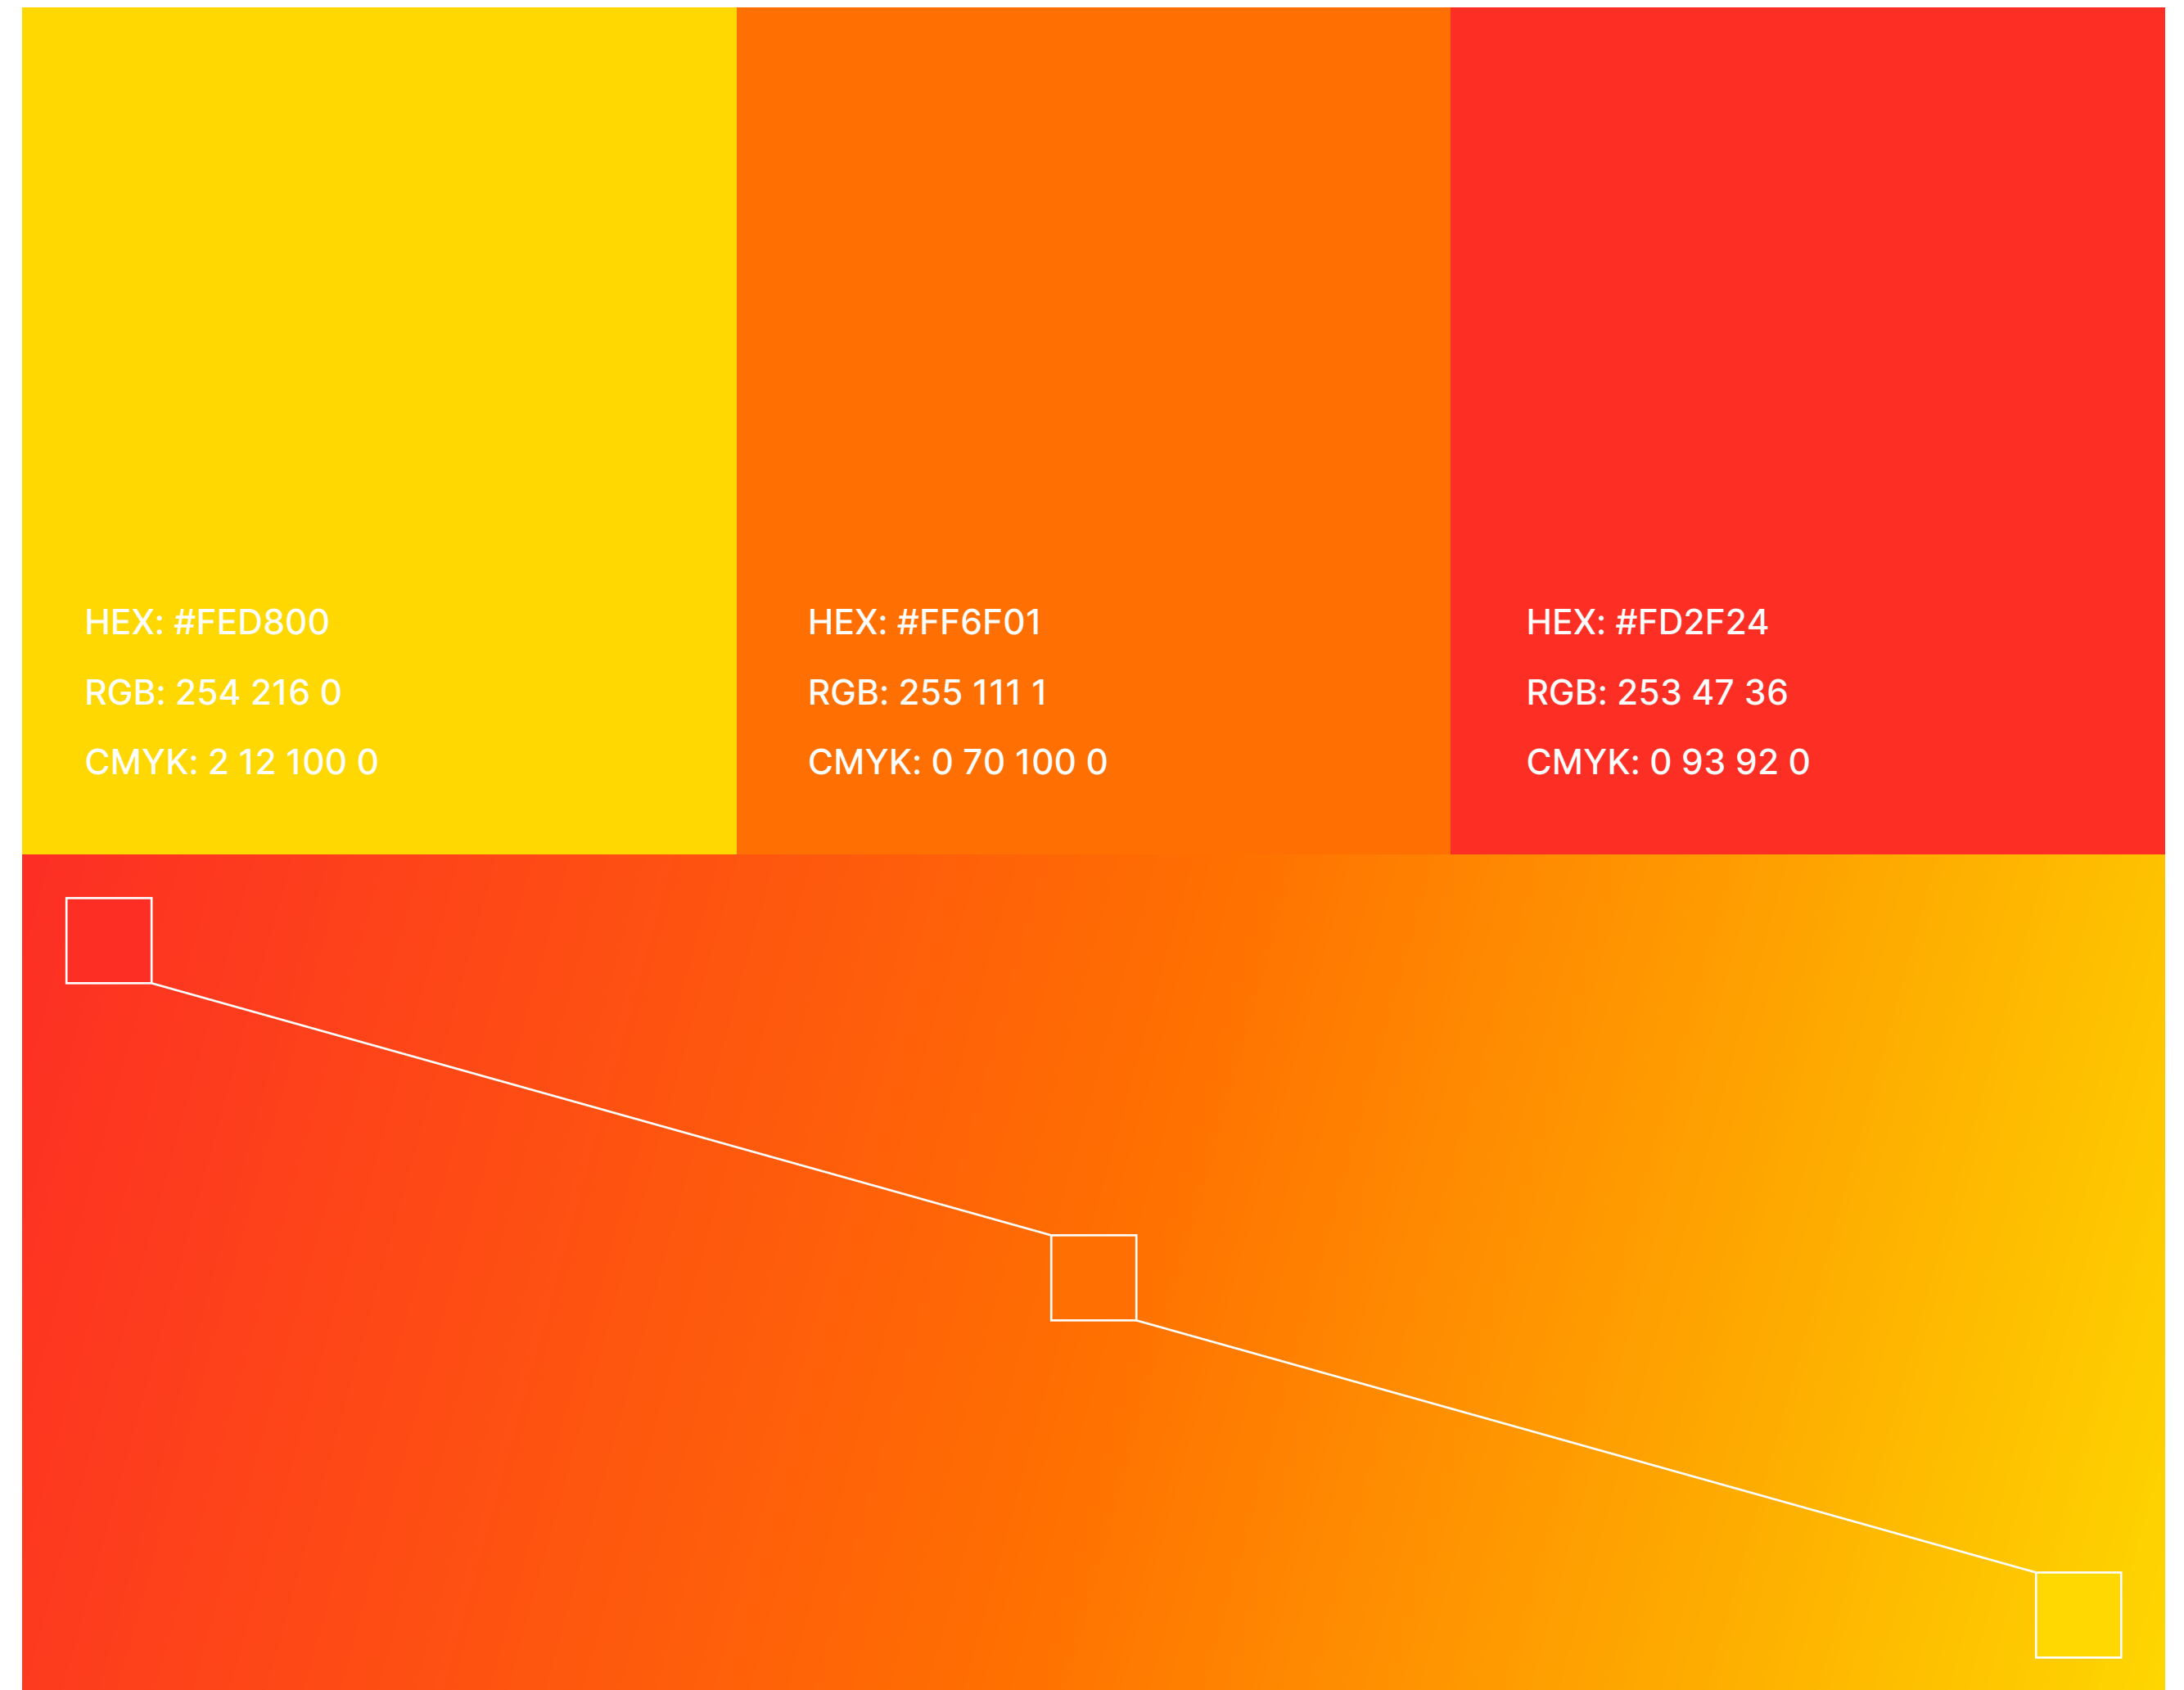 HEX: #FED800
RGB: 254 216 0
CMYK: 2 12 100 0
HEX: #FF6F01
RGB: 255 111 1
CMYK: 0 70 100 0
HEX: #FD2F24
RGB: 253 47 36
CMYK: 0 93 92 0